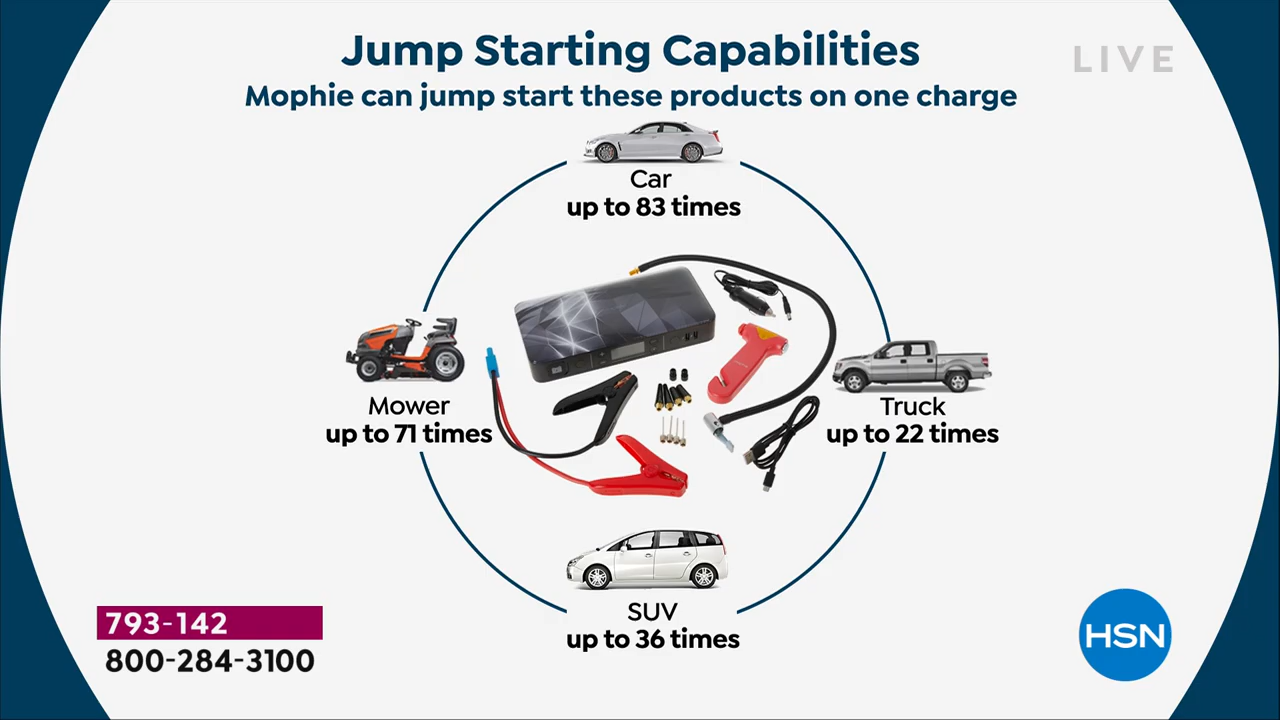 Jump Starting Capabilities
LIVE
Mophie can jump start these products on one charge
Car
up to 83 times
Mower
up to 71 times
Truck
up to 22 times
SUV
up to 36 times
793-142
800-284-3100
HSN